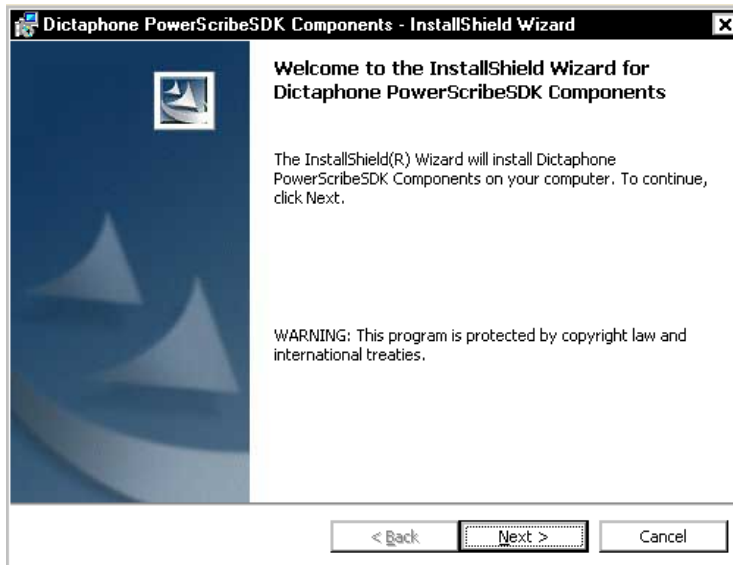 Dictaphone PowerScribeSDK Components - InstallShield Wizard
Welcome to the InstallShield Wizard for
Dictaphone PowerScribeSDK Components
The InstallShield(R) Wizard will install Dictaphone
PowerScribeSDK Components on your computer. To continue,
click Next.
WARNING: This program is protected by copyright law and
international treaties.
< Back
Next >
Cancel